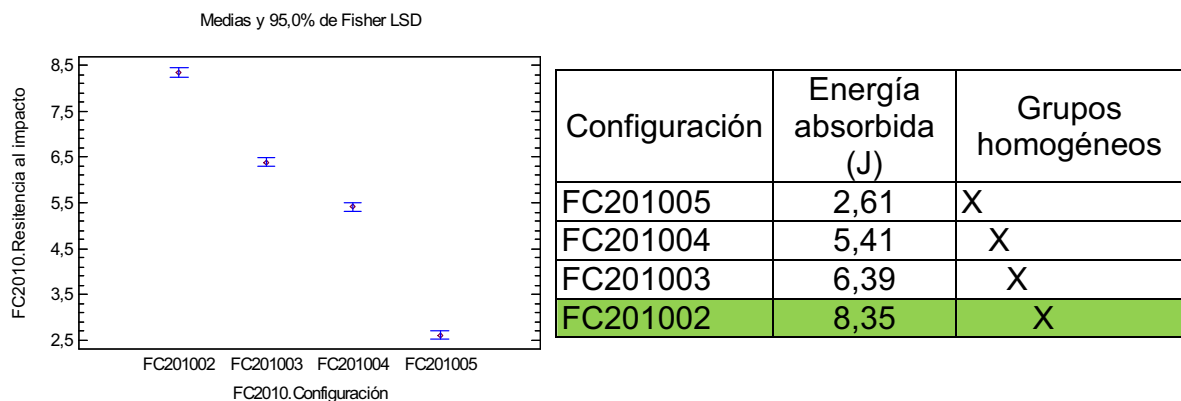 Medias y 95,0% de Fisher LSD
FC2010.Resitencia al impacto
8,5
7,5
6,5
5,5
4,5
3,5
2,5
FC201002 FC201003 FC201004 FC201005
FC2010.Configuración
Configuración Energía absorbida (J) Grupos homogéneos
FC201005 2,61 X
FC201004 5,41 X
FC201003 6,39 X
FC201002 8,35 X